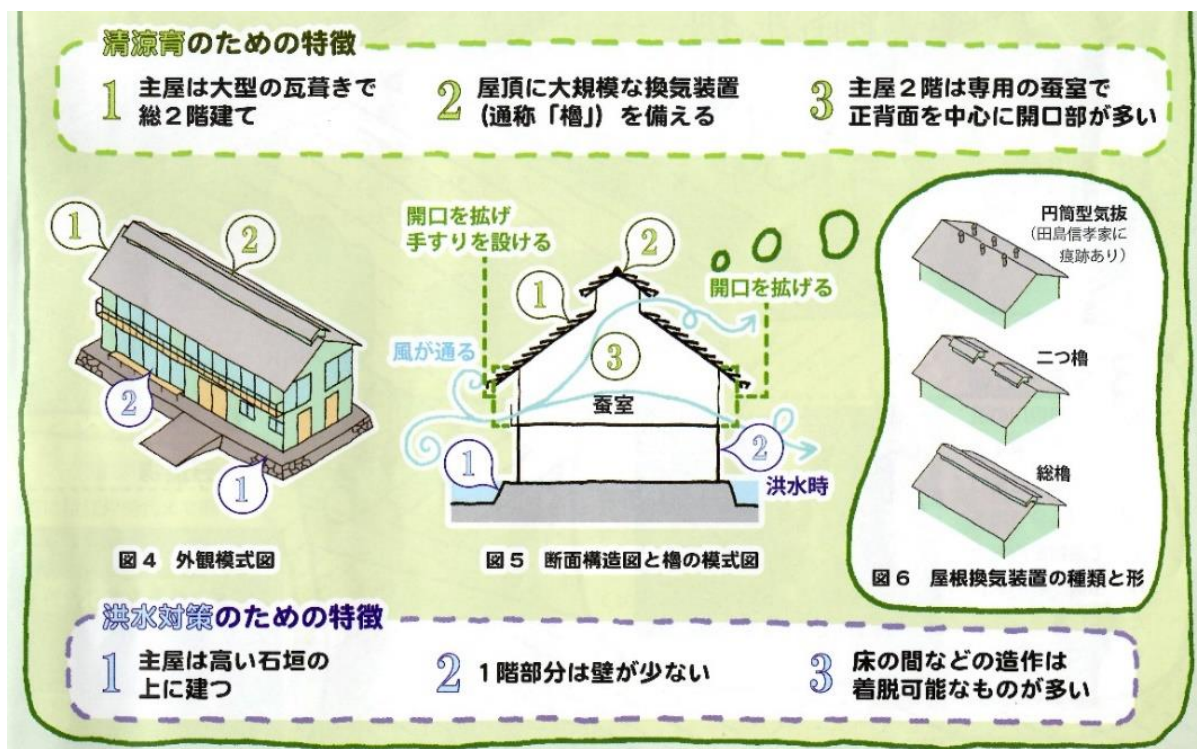 清涼育のための特徴
1 主屋は大型の瓦葺きで
総2階建て
2 屋頂に大規模な換気装置
(通称「櫓」)を備える
3 主屋2階は専用の蚕室で
正背面を中心に開口部が多い
1
2
2
1
図4 外観模式図
開口を拡げ
手すりを設ける
2
1
開口を拡げる
風が通る
3
蚕室
1
2
洪水時
図5 断面構造図と櫓の模式図
円筒型気抜
(田島信孝家に
痕跡あり)
二つ櫓
総櫓
図6 屋根換気装置の種類と形
洪水対策のための特徴
1 主屋は高い石垣の
上に建つ
2 1階部分は壁が少ない
3 床の間などの造作は
着脱可能なものが多い